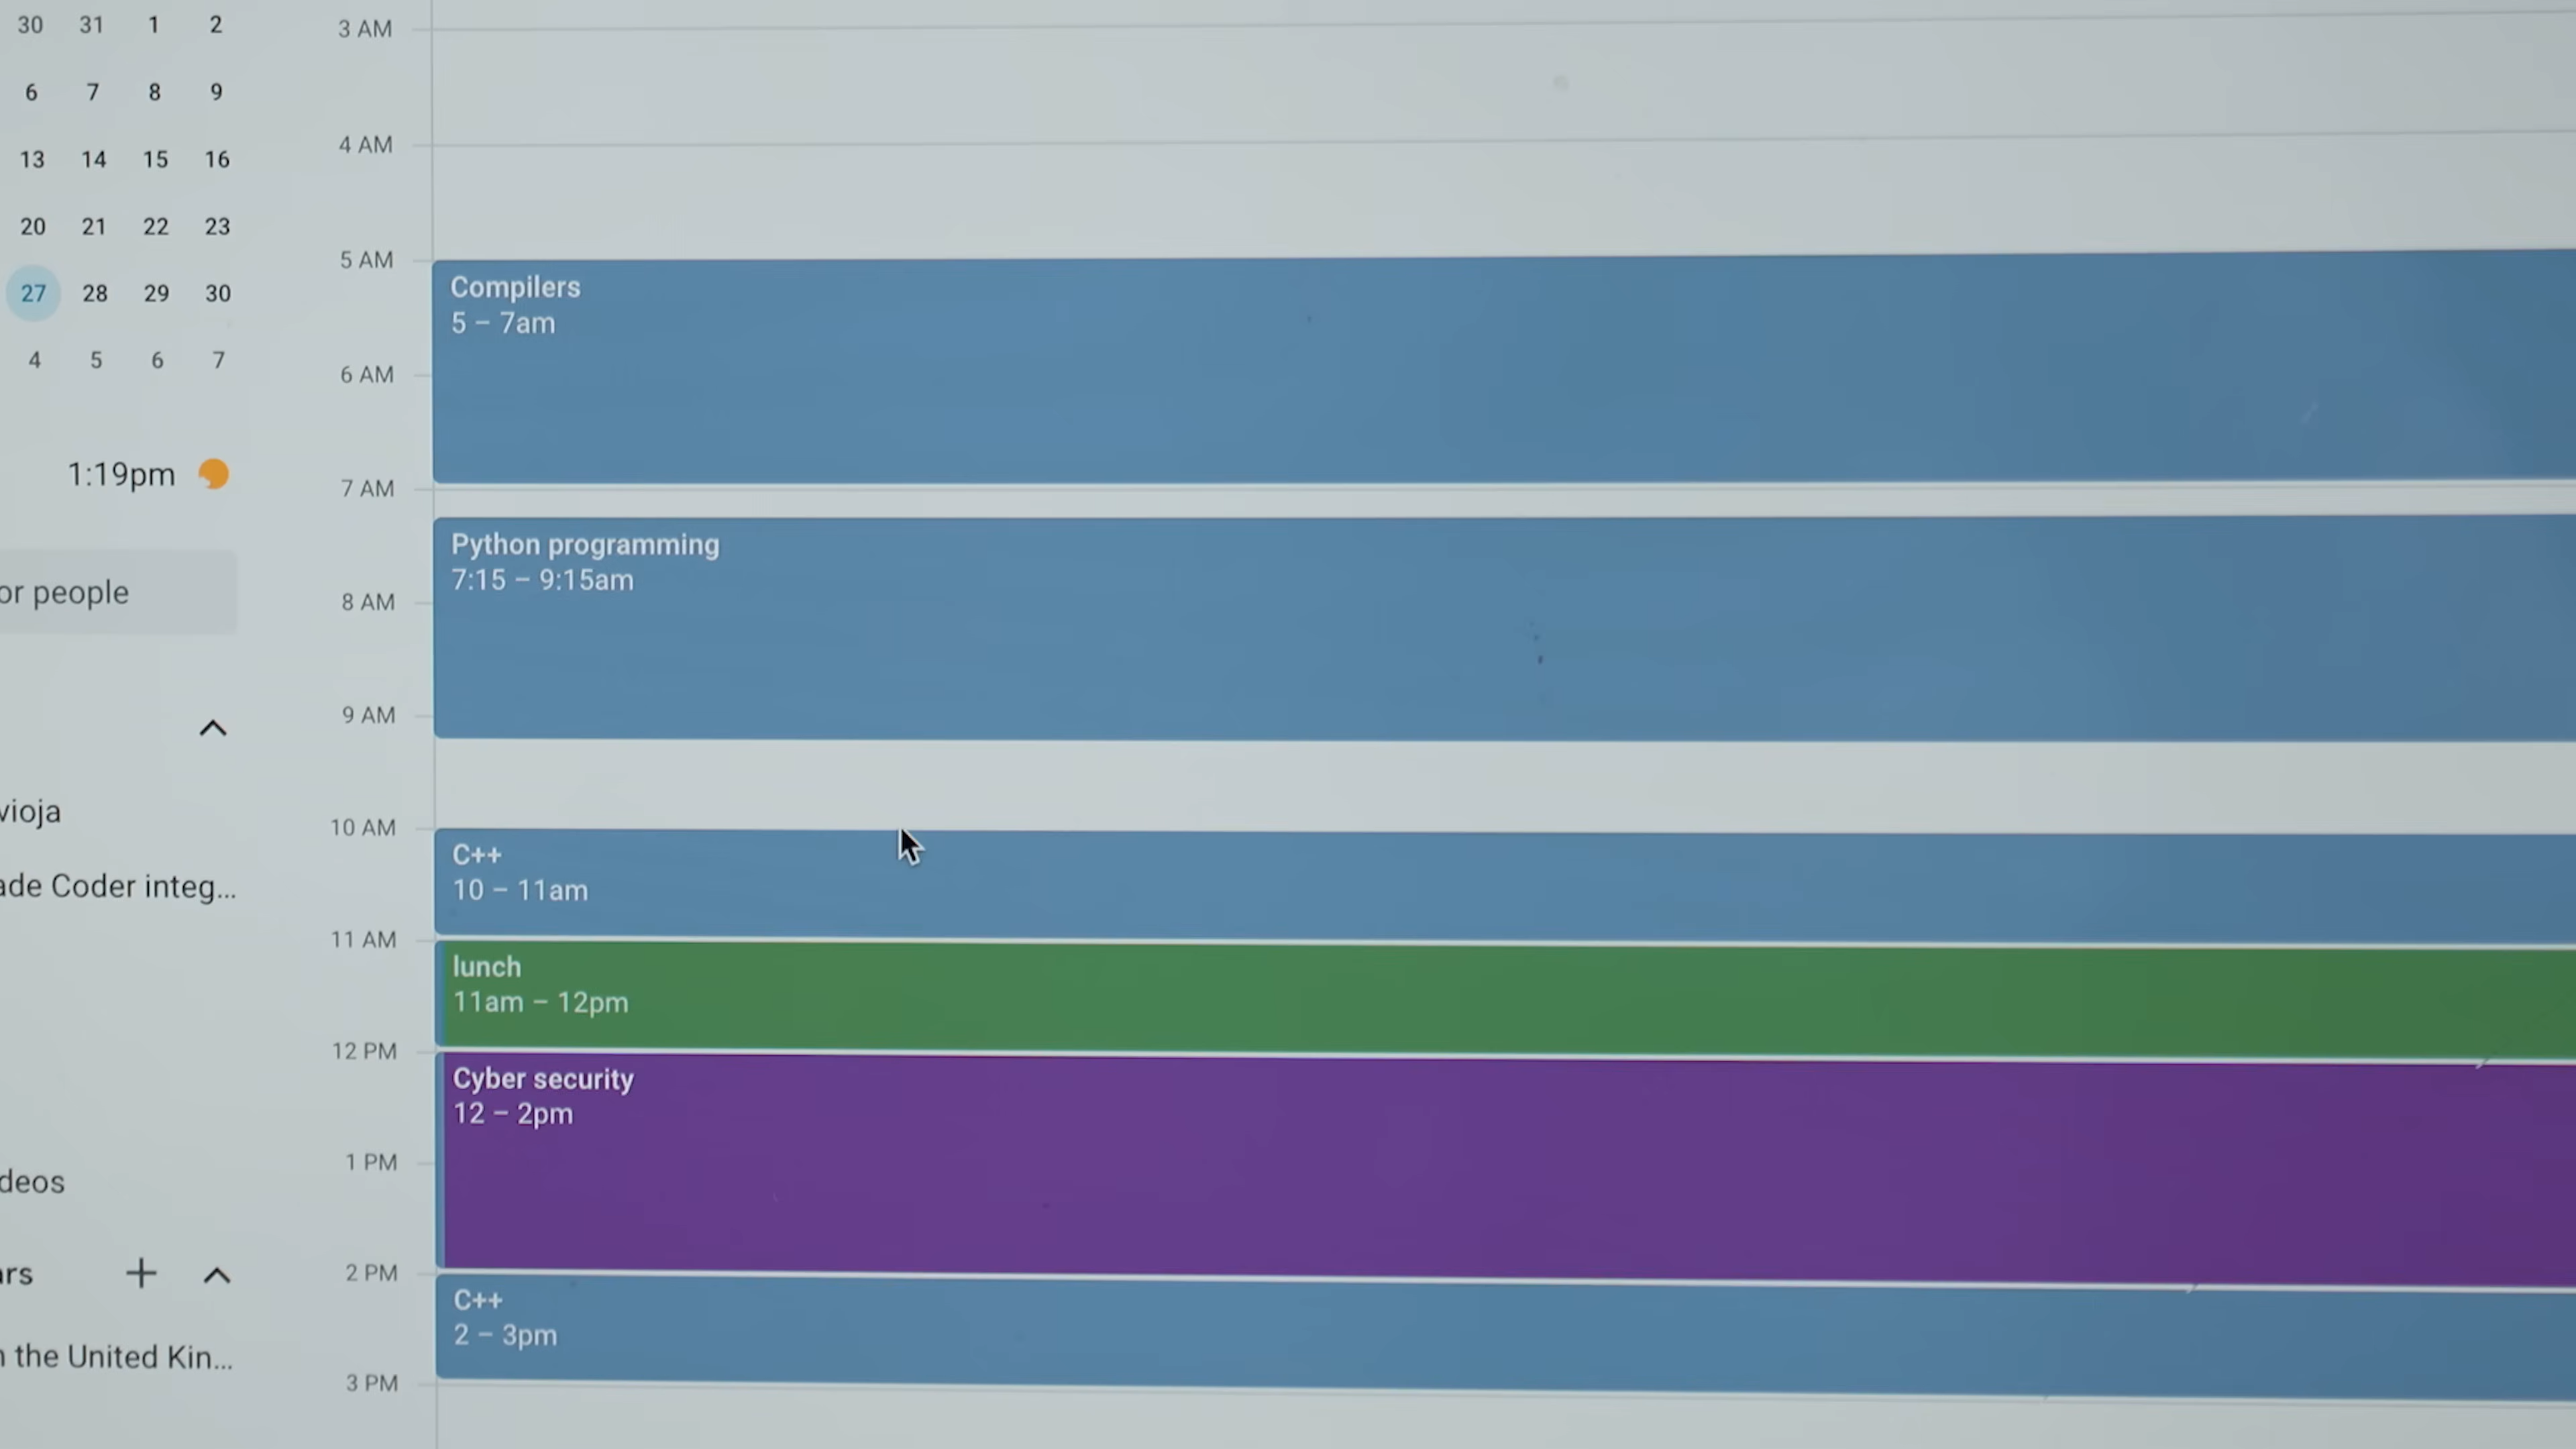 30 31 1 2
6 7 8 9
13 14 15 16
20 21 22 23
27 28 29 30
4 5 6 7
1:19pm
or people
vioja
ade Coder integ...
deos
ars
the United Kin...
3 AM
4 AM
5 AM
6 AM
7 AM
8 AM
9 AM
10 AM
11 AM
12 PM
1 PM
2 PM
3 PM
Compilers
5 – 7am
Python programming
7:15 – 9:15am
C++
10 – 11am
lunch
11am – 12pm
Cyber security
12 – 2pm
C++
2 – 3pm